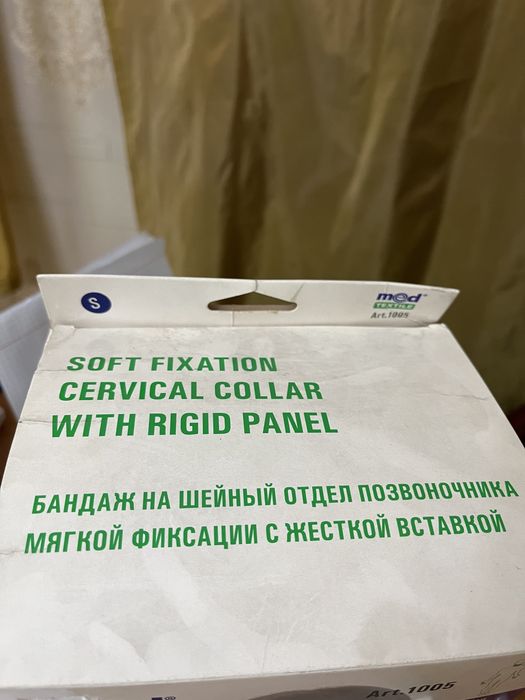 S
med
TEXTILE
Art.1005
SOFT FIXATION
CERVICAL COLLAR
WITH RIGID PANEL
БАНДАЖ НА ШЕЙНЫЙ ОТДЕЛ ПОЗВОНОЧНИКА
МЯГКОЙ ФИКСАЦИИ С ЖЕСТКОЙ ВСТАВКОЙ
Art.1005